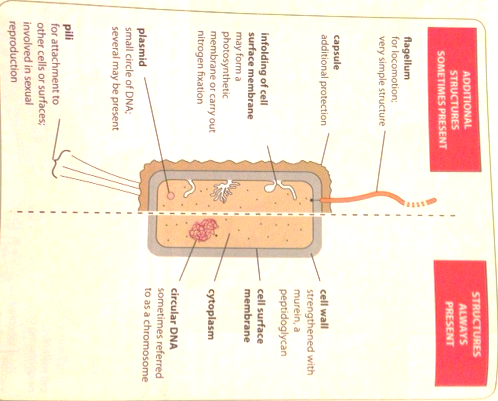 ADDITIONAL
STRUCTURES
SOMETIMES PRESENT
flagellum
for locomotion;
very simple structure
capsule
additional protection
infolding of cell
surface membrane
may form a
photosynthetic
membrane or carry out
nitrogen fixation
plasmid
small circle of DNA;
several may be present
pili
for attachment to
other cells or surfaces;
involved in sexual
reproduction
STRUCTURES
ALWAYS
PRESENT
cell wall
strengthened with
murein, a
peptidoglycan
cell surface
membrane
cytoplasm
circular DNA
sometimes referred
to as a chromosome